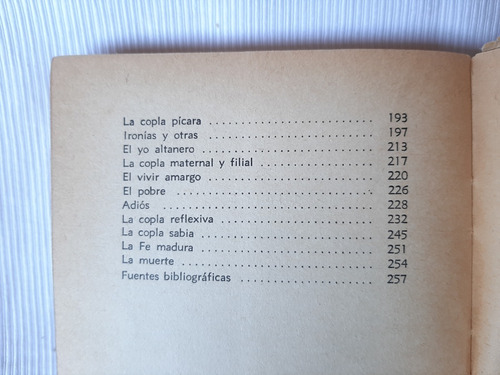 La copla pícara ........................ 193
Ironías y otras ........................ 197
El yo altanero ........................ 213
La copla maternal y filial ................. 217
El vivir amargo ........................ 220
El pobre ............................. 226
Adiós ............................... 228
La copla reflexiva ...................... 232
La copla sabia ........................ 245
La Fe madura ......................... 251
La muerte ............................ 254
Fuentes bibliográficas ................... 257